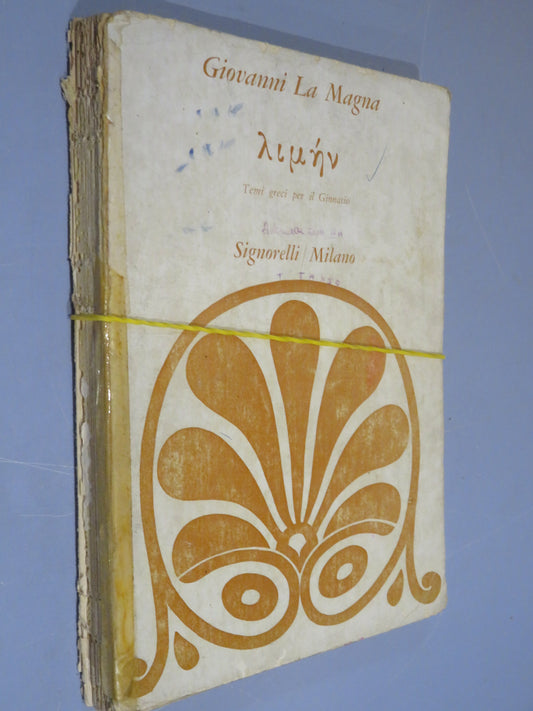 Giovanni La Magna
λιμήν
Temi greci per il Ginnasio
Signorelli / Milano